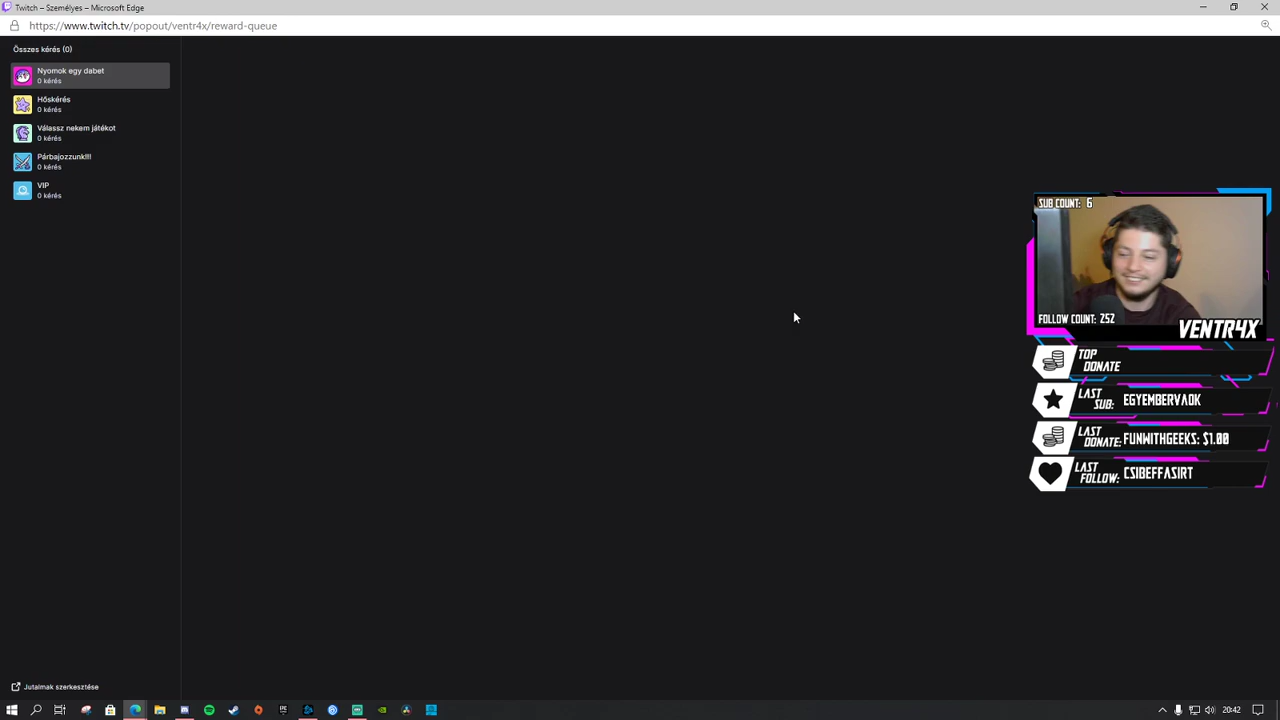 Twitch – Személyes – Microsoft Edge
https://www.twitch.tv/popout/ventr4x/reward-queue
Összes kérés (0)
Nyomok egy dabet
0 kérés
Hőskérés
0 kérés
Válassz nekem játékot
0 kérés
Párbajozzunk!!!
0 kérés
VIP
0 kérés
SUB COUNT: 6
FOLLOW COUNT: 252
VENTR4X
TOP
DONATE
LAST
SUB: EGYEMBERVAOK
LAST
DONATE: FUNWITHGEEKS: $1.00
LAST
FOLLOW: CSIBEFFASIRT
Jutalmak szerkesztése
20:42